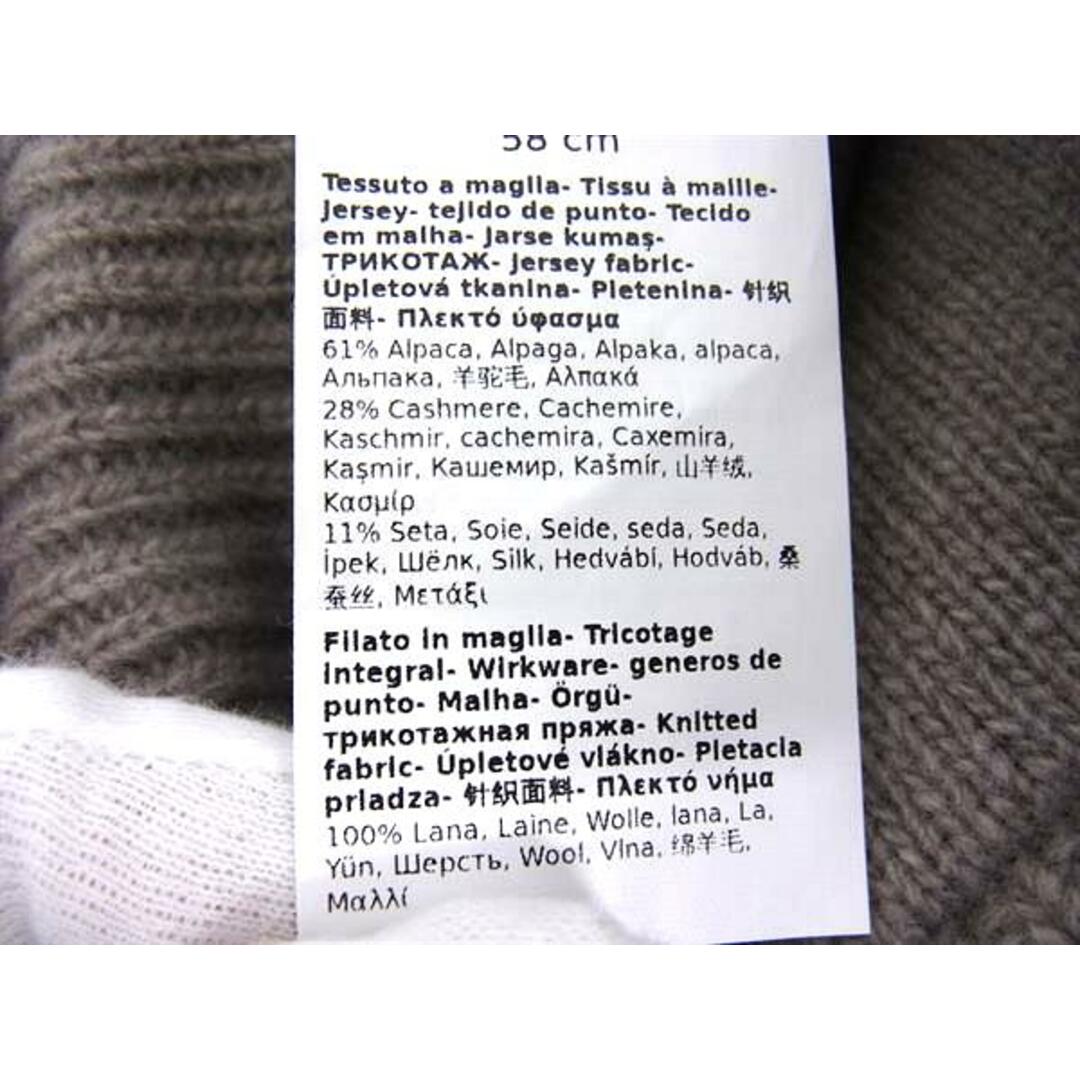 58 cm
Tessuto a maglia- Tissu à maille-
Jersey- tejido de punto- Tecido
em malha- Jarse kumaş-
ТРИКОТАЖ- Jersey fabric-
Úpletová tkanina- Pletenina- 针织
面料- Πλεκτό ύφασμα
61% Alpaca, Alpaga, Alpaka, alpaca,
Альпака, 羊驼毛, Αλπακά
28% Cashmere, Cachemire,
Kaschmir, cachemira, Caxemira,
Kaşmir, Кашемир, Kašmír, 山羊绒,
Κασμίρ
11% Seta, Soie, Seide, seda, Seda,
İpek, Шёлк, Silk, Hedvábí, Hodváb, 桑
蚕丝, Μετάξι
Filato in maglia- Tricotage
integral- Wirkware- generos de
punto- Malha- Örgü-
трикотажная пряжа- Knitted
fabric- Úpletové vlákno- Pletacia
priadza- 针织面料- Πλεκτό νήμα
100% Lana, Laine, Wolle, lana, La,
Yün, Шерсть, Wool, Vlna, 绵羊毛,
Μαλλί